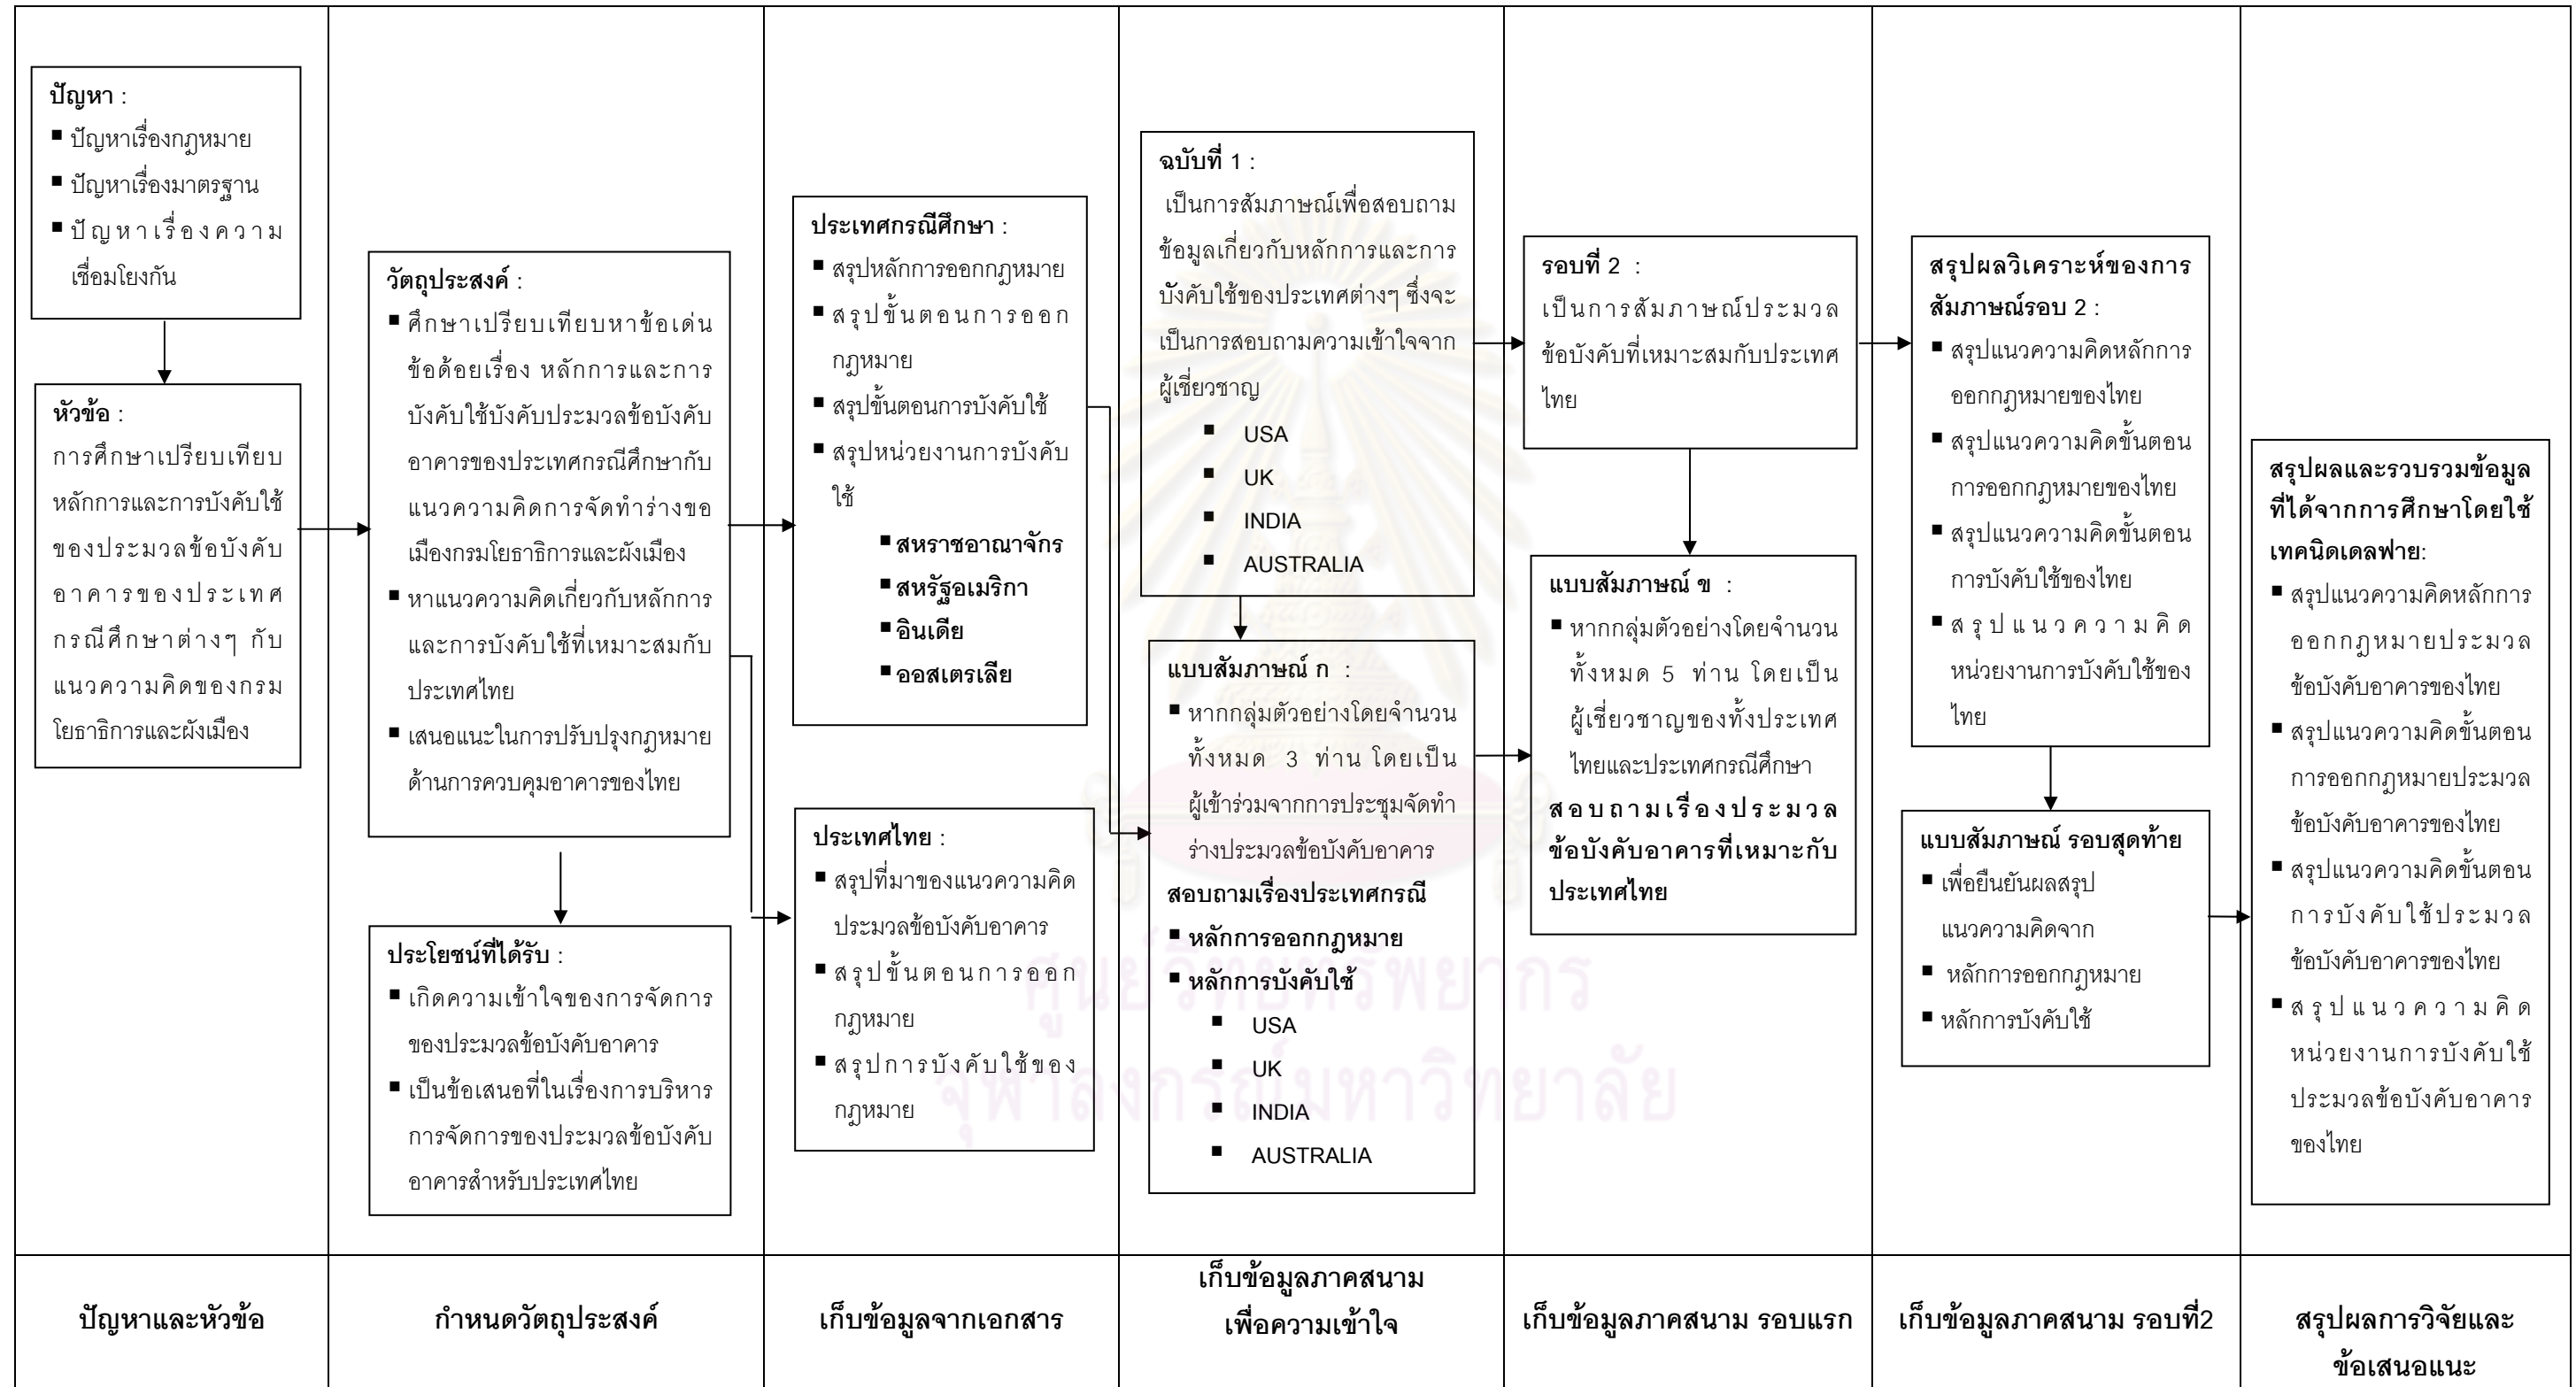 ปัญหา :
▪ ปัญหาเรื่องกฎหมาย
▪ ปัญหาเรื่องมาตรฐาน
▪ ปัญหาเรื่องความ
เชื่อมโยงกัน
หัวข้อ :
การศึกษาเปรียบเทียบ
หลักการและการบังคับใช้
ของประมวลข้อบังคับ
อาคารของประเทศ
กรณีศึกษาต่างๆ กับ
แนวความคิดของกรม
โยธาธิการและผังเมือง
วัตถุประสงค์ :
▪ ศึกษาเปรียบเทียบหาข้อเด่น
ข้อด้อยเรื่อง หลักการและการ
บังคับใช้บังคับประมวลข้อบังคับ
อาคารของประเทศกรณีศึกษากับ
แนวความคิดการจัดทำร่างขอ
เมืองกรมโยธาธิการและผังเมือง
▪ หาแนวความคิดเกี่ยวกับหลักการ
และการบังคับใช้ที่เหมาะสมกับ
ประเทศไทย
▪ เสนอแนะในการปรับปรุงกฎหมาย
ด้านการควบคุมอาคารของไทย
ประโยชน์ที่ได้รับ :
▪ เกิดความเข้าใจของการจัดการ
ของประมวลข้อบังคับอาคาร
▪ เป็นข้อเสนอที่ในเรื่องการบริหาร
การจัดการของประมวลข้อบังคับ
อาคารสำหรับประเทศไทย
ประเทศกรณีศึกษา :
▪ สรุปหลักการออกกฎหมาย
▪ สรุปขั้นตอนการออก
กฎหมาย
▪ สรุปขั้นตอนการบังคับใช้
▪ สรุปหน่วยงานการบังคับ
ใช้
▪ สหราชอาณาจักร
▪ สหรัฐอเมริกา
▪ อินเดีย
▪ ออสเตรเลีย
ประเทศไทย :
▪ สรุปที่มาของแนวความคิด
ประมวลข้อบังคับอาคาร
▪ สรุปขั้นตอนการออก
กฎหมาย
▪ สรุปการบังคับใช้ของ
กฎหมาย
ฉบับที่ 1 :
เป็นการสัมภาษณ์เพื่อสอบถาม
ข้อมูลเกี่ยวกับหลักการและการ
บังคับใช้ของประเทศต่างๆ ซึ่งจะ
เป็นการสอบถามความเข้าใจจาก
ผู้เชี่ยวชาญ
▪ USA
▪ UK
▪ INDIA
▪ AUSTRALIA
แบบสัมภาษณ์ ก :
▪ หากกลุ่มตัวอย่างโดยจำนวน
ทั้งหมด 3 ท่าน โดยเป็น
ผู้เข้าร่วมจากการประชุมจัดทำ
ร่างประมวลข้อบังคับอาคาร
สอบถามเรื่องประเทศกรณี
▪ หลักการออกกฎหมาย
▪ หลักการบังคับใช้
▪ USA
▪ UK
▪ INDIA
▪ AUSTRALIA
รอบที่ 2 :
เป็นการสัมภาษณ์ประมวล
ข้อบังคับที่เหมาะสมกับประเทศ
ไทย
แบบสัมภาษณ์ ข :
▪ หากกลุ่มตัวอย่างโดยจำนวน
ทั้งหมด 5 ท่าน โดยเป็น
ผู้เชี่ยวชาญของทั้งประเทศ
ไทยและประเทศกรณีศึกษา
สอบถามเรื่องประมวล
ข้อบังคับอาคารที่เหมาะกับ
ประเทศไทย
สรุปผลวิเคราะห์ของการ
สัมภาษณ์รอบ 2 :
▪ สรุปแนวความคิดหลักการ
ออกกฎหมายของไทย
▪ สรุปแนวความคิดขั้นตอน
การออกกฎหมายของไทย
▪ สรุปแนวความคิดขั้นตอน
การบังคับใช้ของไทย
▪ สรุปแนวความคิด
หน่วยงานการบังคับใช้ของ
ไทย
แบบสัมภาษณ์ รอบสุดท้าย
▪ เพื่อยืนยันผลสรุป
แนวความคิดจาก
▪ หลักการออกกฎหมาย
▪ หลักการบังคับใช้
สรุปผลและรวบรวมข้อมูล
ที่ได้จากการศึกษาโดยใช้
เทคนิดเดลฟาย:
▪ สรุปแนวความคิดหลักการ
ออกกฎหมายประมวล
ข้อบังคับอาคารของไทย
▪ สรุปแนวความคิดขั้นตอน
การออกกฎหมายประมวล
ข้อบังคับอาคารของไทย
▪ สรุปแนวความคิดขั้นตอน
การบังคับใช้ประมวล
ข้อบังคับอาคารของไทย
▪ สรุปแนวความคิด
หน่วยงานการบังคับใช้
ประมวลข้อบังคับอาคาร
ของไทย
ศูนย์วิทยทรัพยากร
จุฬาลงกรณ์มหาวิทยาลัย
ปัญหาและหัวข้อ
กำหนดวัตถุประสงค์
เก็บข้อมูลจากเอกสาร
เก็บข้อมูลภาคสนาม
เพื่อความเข้าใจ
เก็บข้อมูลภาคสนาม รอบแรก
เก็บข้อมูลภาคสนาม รอบที่2
สรุปผลการวิจัยและ
ข้อเสนอแนะ